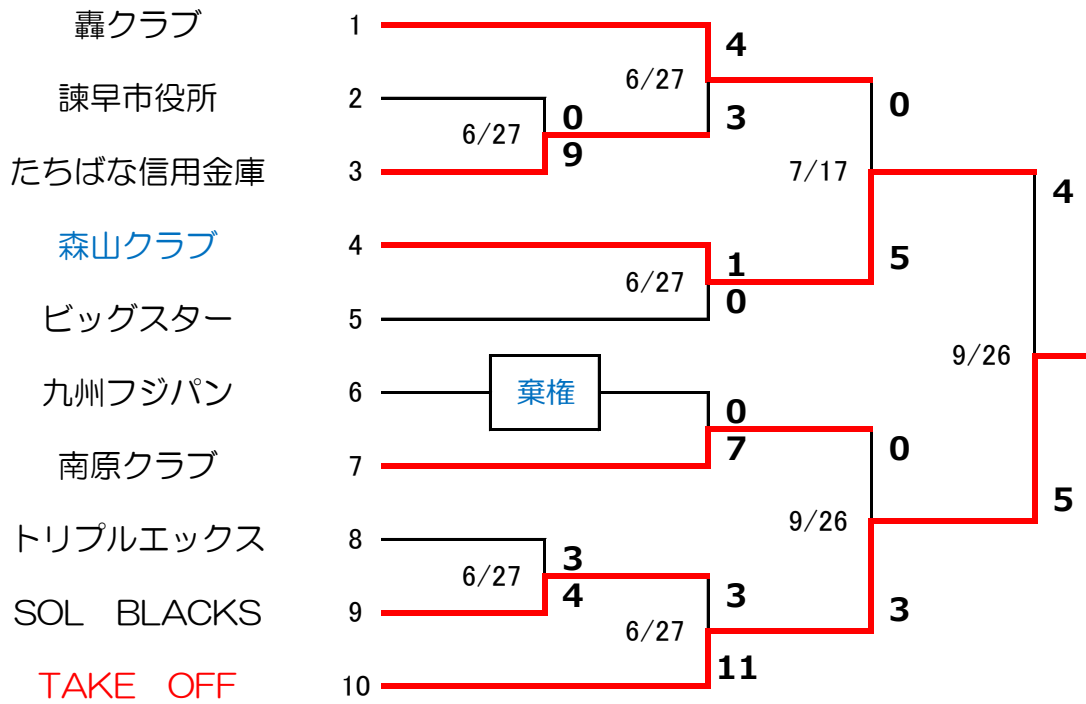 轟クラブ 1 4
6/27
諫早市役所 2 0 3 0
6/27
たちばな信用金庫 3 9 7/17 4
森山クラブ 4 1 5
6/27
ビッグスター 5 0
9/26
九州フジパン 6 棄権 0
南原クラブ 7 7 0
5
トリプルエックス 8 3 9/26
6/27
SOL BLACKS 9 4 3 3
6/27
TAKE OFF 10 11